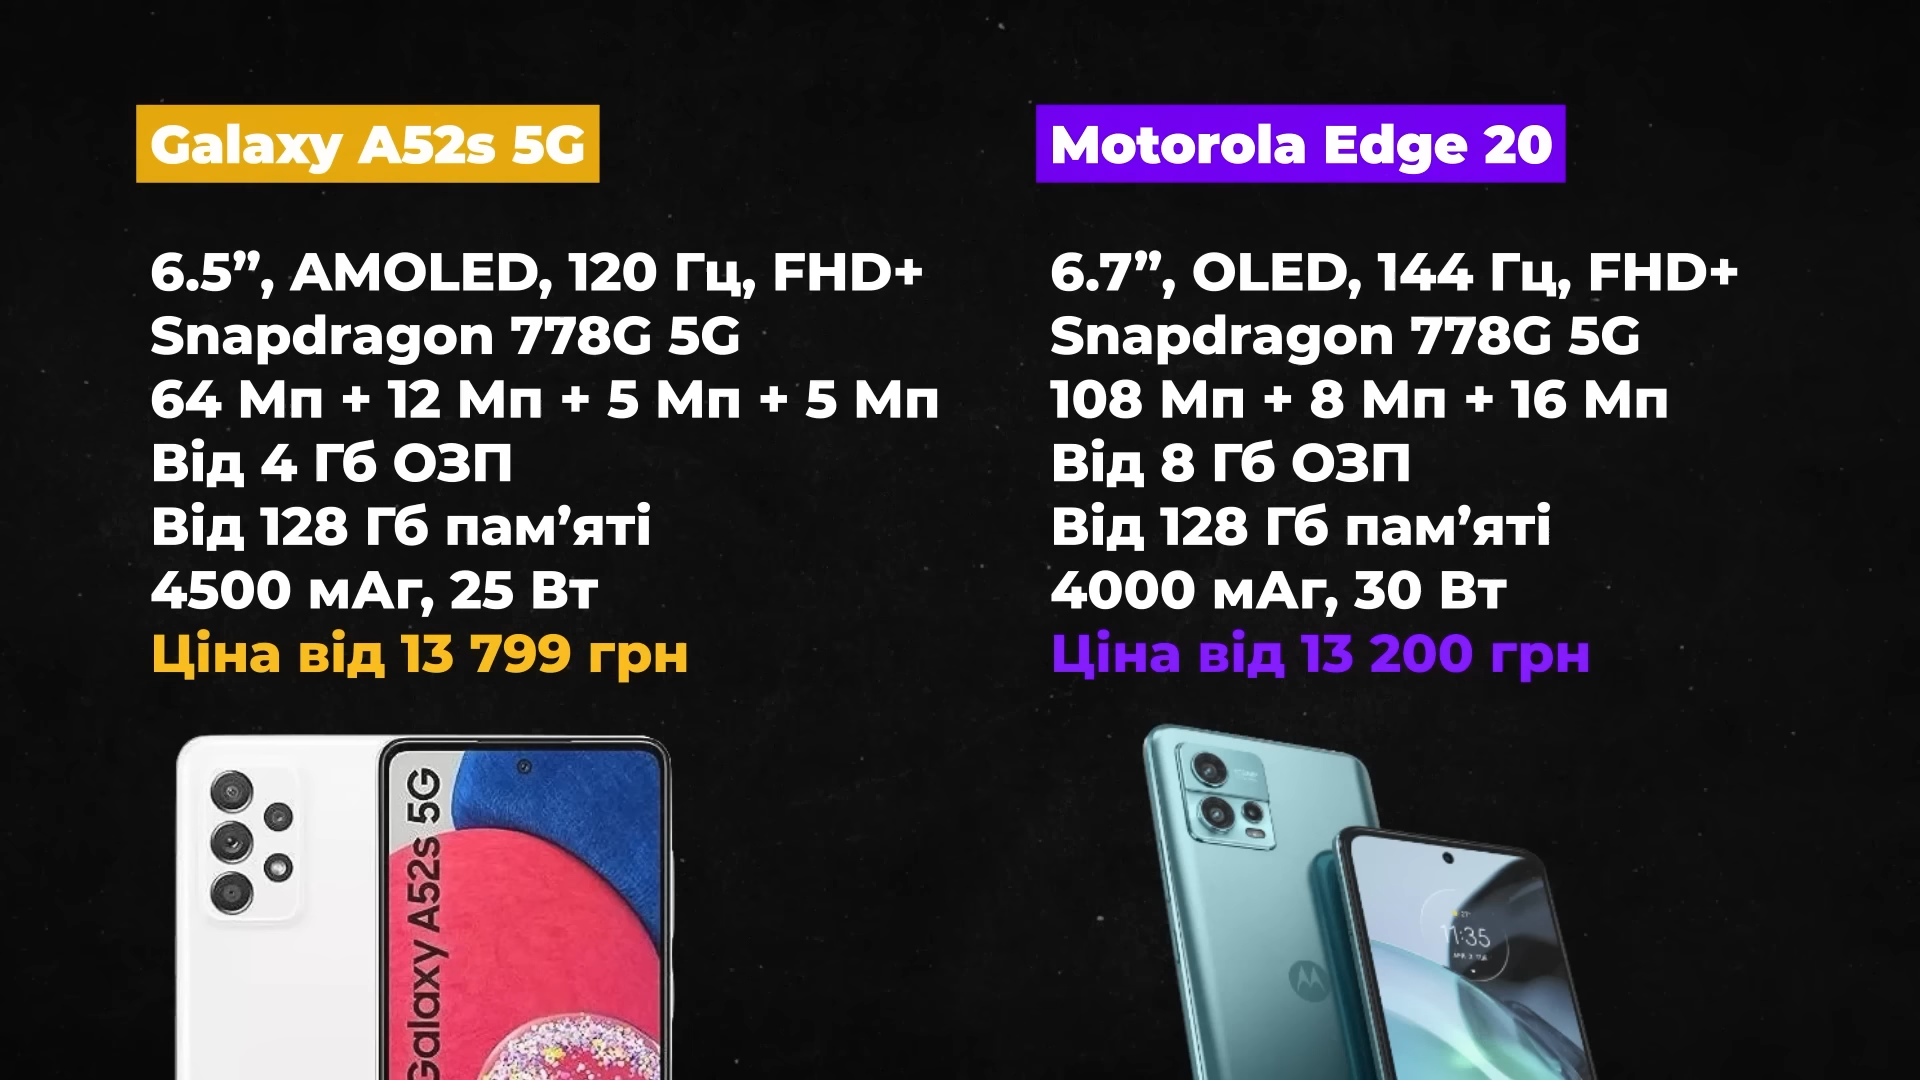 Galaxy A52s 5G
6.5”, AMOLED, 120 Гц, FHD+
Snapdragon 778G 5G
64 Мп + 12 Мп + 5 Мп + 5 Мп
Від 4 Гб ОЗП
Від 128 Гб пам’яті
4500 мАг, 25 Вт
Ціна від 13 799 грн
Motorola Edge 20
6.7”, OLED, 144 Гц, FHD+
Snapdragon 778G 5G
108 Мп + 8 Мп + 16 Мп
Від 8 Гб ОЗП
Від 128 Гб пам’яті
4000 мАг, 30 Вт
Ціна від 13 200 грн
Galaxy A52s 5G
11:35